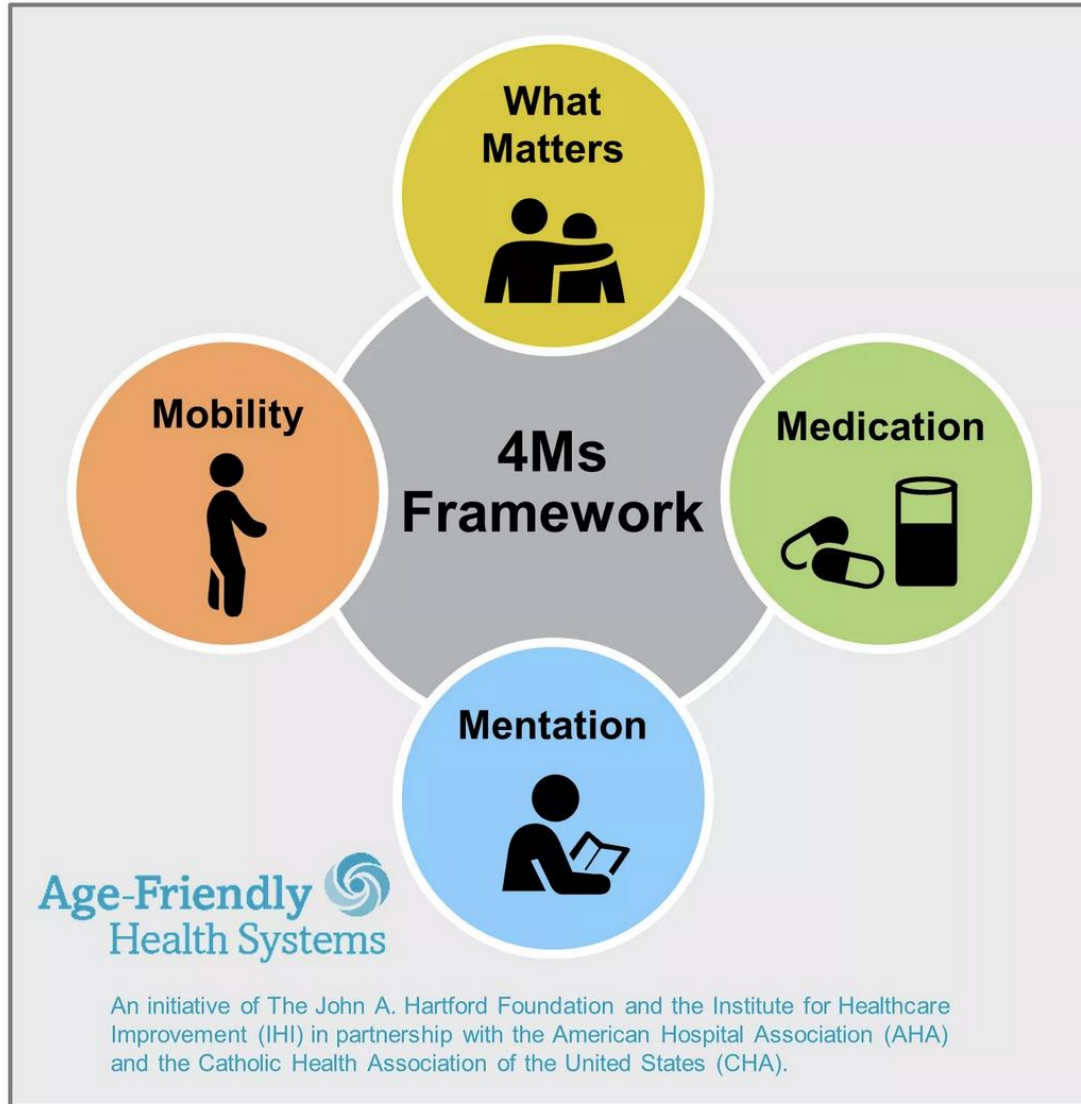 What
Matters
Mobility
4Ms
Framework
Medication
Mentation
Age-Friendly
Health Systems
An initiative of The John A. Hartford Foundation and the Institute for Healthcare
Improvement (IHI) in partnership with the American Hospital Association (AHA)
and the Catholic Health Association of the United States (CHA).